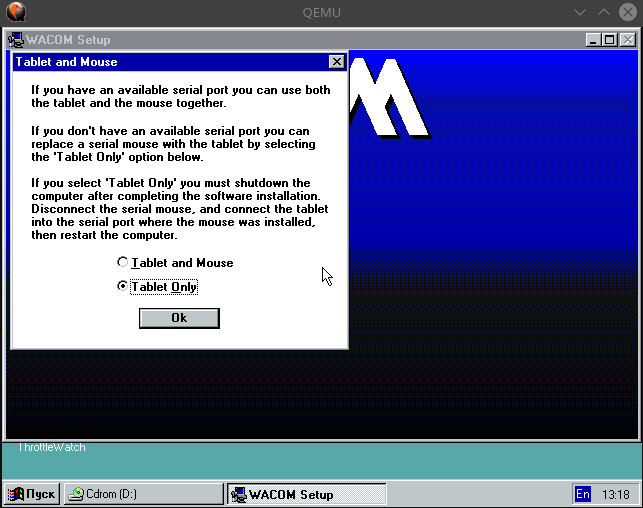 QEMU
WACOM Setup
Tablet and Mouse
If you have an available serial port you can use both
the tablet and the mouse together.
If you don't have an available serial port you can
replace a serial mouse with the tablet by selecting
the 'Tablet Only' option below.
If you select 'Tablet Only' you must shutdown the
computer after completing the software installation.
Disconnect the serial mouse, and connect the tablet
into the serial port where the mouse was installed,
then restart the computer.
Tablet and Mouse
Tablet Only
Ok
ThrottleWatch
Пуск
Cdrom (D:)
WACOM Setup
En
13:18